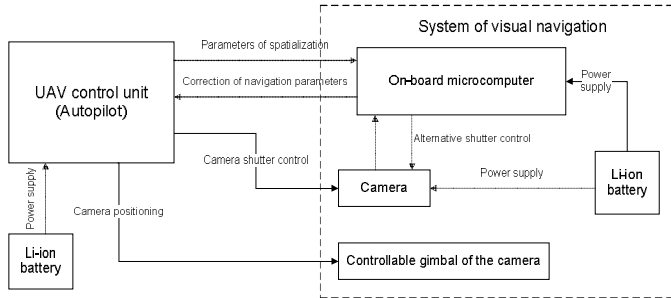 System of visual navigation
Parameters of spatialization
UAV control unit
(Autopilot)
On-board microcomputer
Correction of navigation parameters
Power
supply
Alternative shutter control
Camera shutter control
Camera
Power supply
Li-ion
battery
Power supply
Camera positioning
Li-ion
battery
Controllable gimbal of the camera